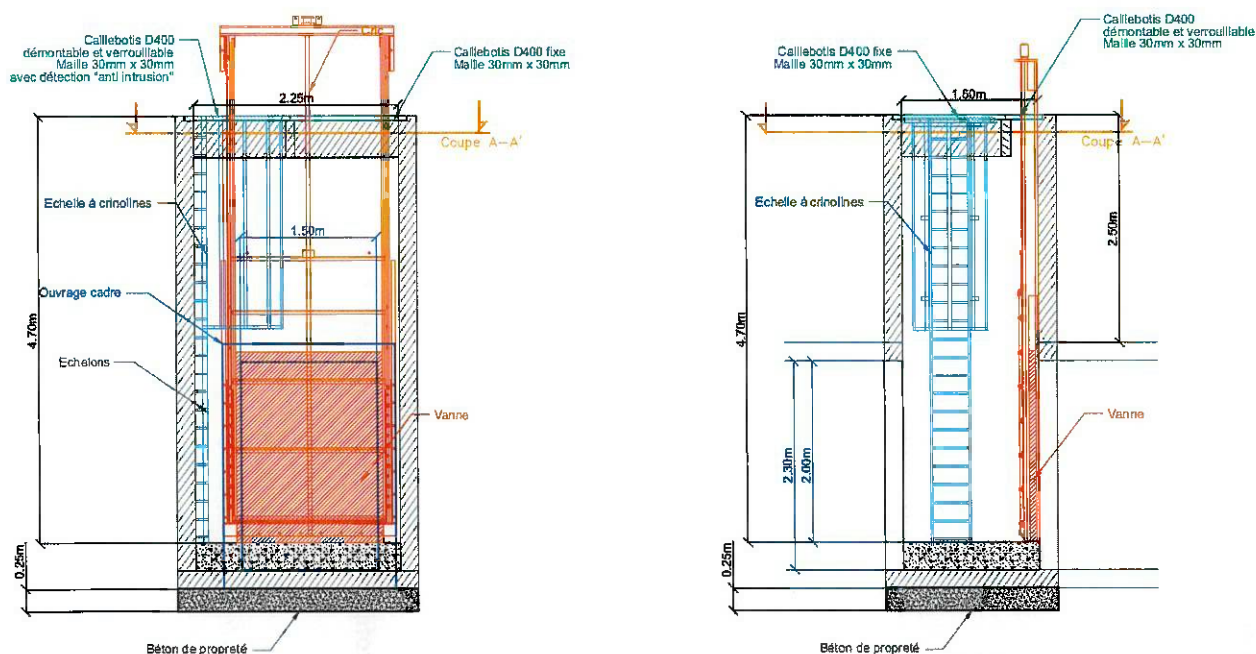 Caillebotis D400
démontable et verrouillable
Maille 30mm x 30mm
avec détection "anti intrusion"
Cric
Caillebotis D400 fixe
Maille 30mm x 30mm
2.25m
Coupe A-A'
Echelle à crinolines
1.50m
Ouvrage cadre
4.70m
Echelons
Vanne
0.25m
Béton de propreté
Caillebotis D400
démontable et verrouillable
Maille 30mm x 30mm
Caillebotis D400 fixe
Maille 30mm x 30mm
1.60m
Coupe A-A'
Echelle à crinolines
2.50m
4.70m
Vanne
2.30m
2.00m
0.25m
Béton de propreté